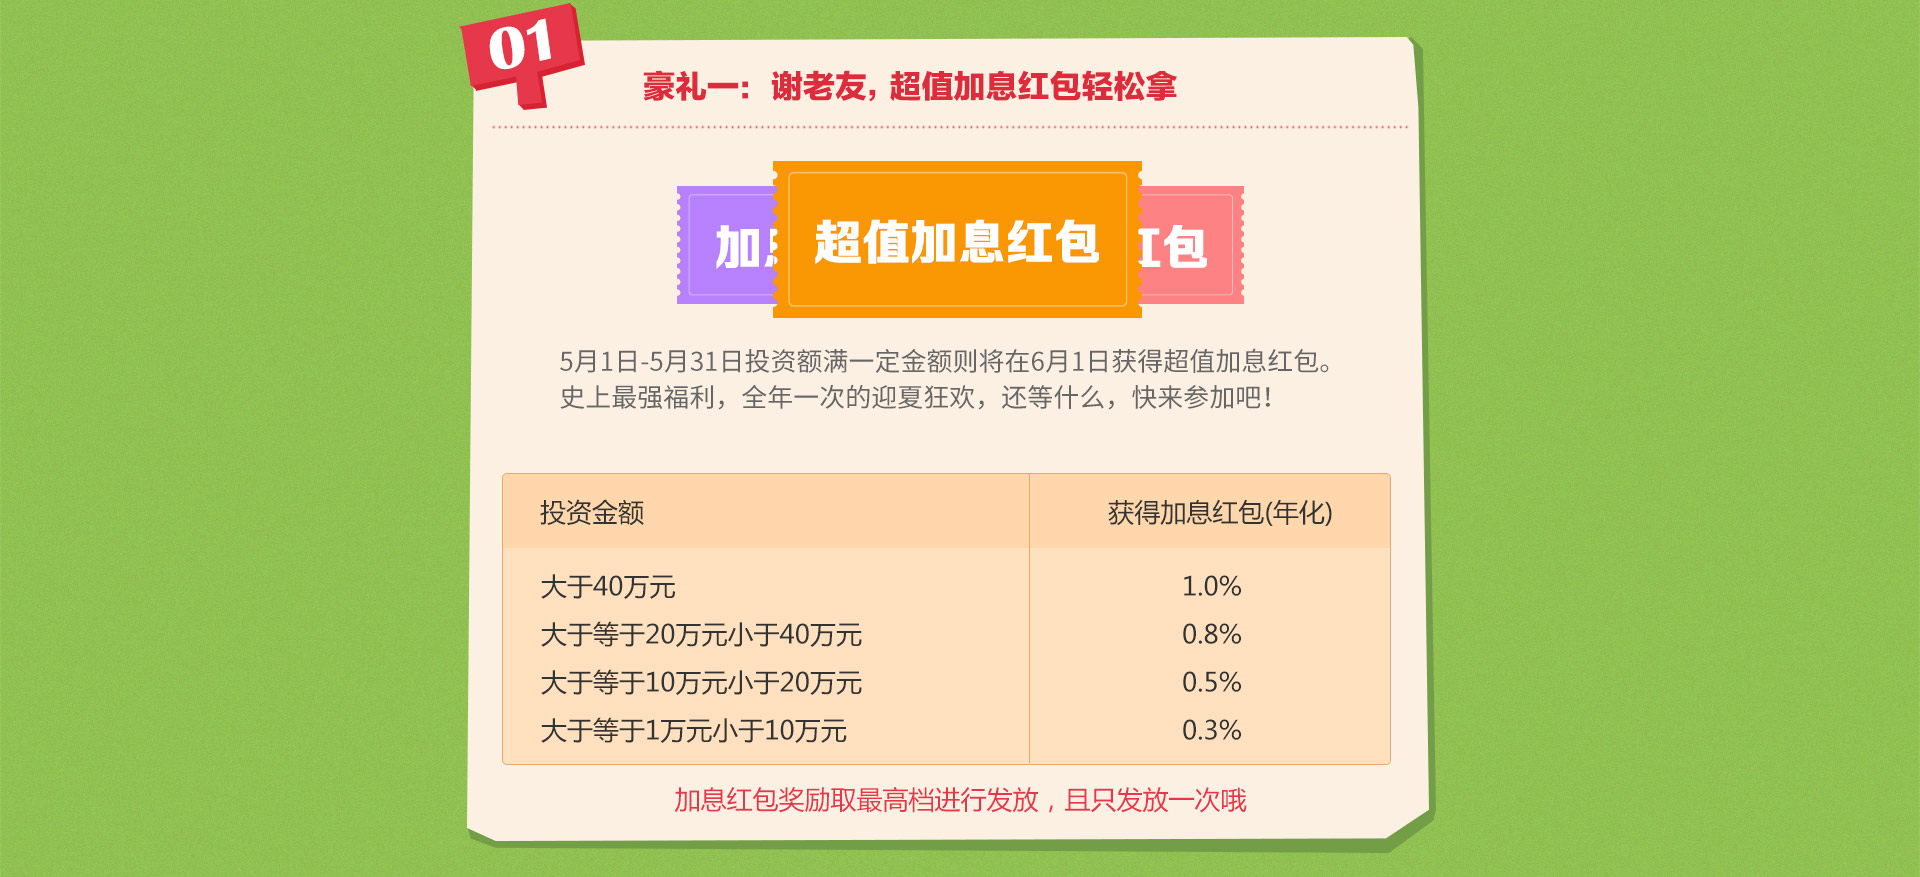 01
豪礼一：谢老友，超值加息红包轻松拿
加息
超值加息红包
红包
5月1日-5月31日投资额满一定金额则将在6月1日获得超值加息红包。
史上最强福利，全年一次的迎夏狂欢，还等什么，快来参加吧！
投资金额 获得加息红包(年化)
大于40万元 1.0%
大于等于20万元小于40万元 0.8%
大于等于10万元小于20万元 0.5%
大于等于1万元小于10万元 0.3%
加息红包奖励取最高档进行发放，且只发放一次哦